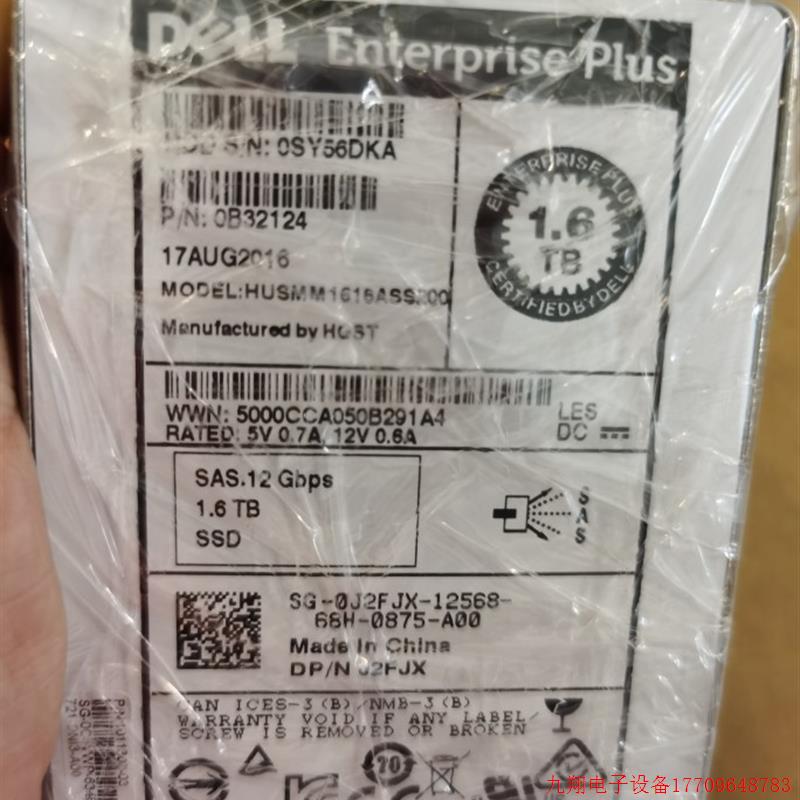 DELL Enterprise Plus
S/N: 0SY56DKA
P/N: 0B32124
17AUG2016
MODEL:HUSMM1616ASS200
Manufactured by HGST
ENTERPRISE PLUS
1.6
TB
CERTIFIED BY DELL
WWN: 5000CCA050B291A4
RATED: 5V 0.7A, 12V 0.6A
LES
DC
SAS.12 Gbps
1.6 TB
SSD
SAS
SG-0J2FJX-12568-
68H-0875-A00
Made in China
DP/N J2FJX
CAN ICES-3(B)/NMB-3(B)
WARRANTY VOID IF ANY LABEL/
SCREW IS REMOVED OR BROKEN
20
九翔电子设备17709648783